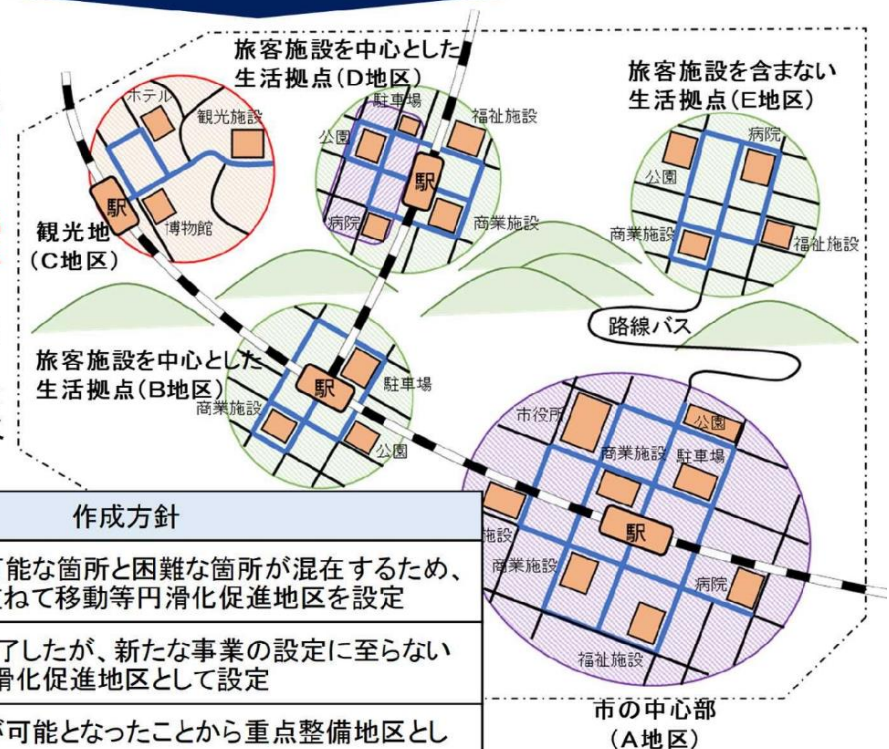 旅客施設を中心とした
生活拠点(D地区)
駐車場
福祉施設
公園
駅
病院
商業施設
旅客施設を含まない
生活拠点(E地区)
病院
公園
商業施設
福祉施設
ホテル
観光施設
駅
博物館
観光地
(C地区)
路線バス
旅客施設を中心とした
生活拠点(B地区)
駅
駐車場
商業施設
公園
市役所
公園
商業施設
駐車場
施設
駅
商業施設
病院
福祉施設
市の中心部
(A地区)
作成方針
能な箇所と困難な箇所が混在するため、
ねて移動等円滑化促進地区を設定
了したが、新たな事業の設定に至らない
滑化促進地区として設定
可能となったことから重点整備地区とし